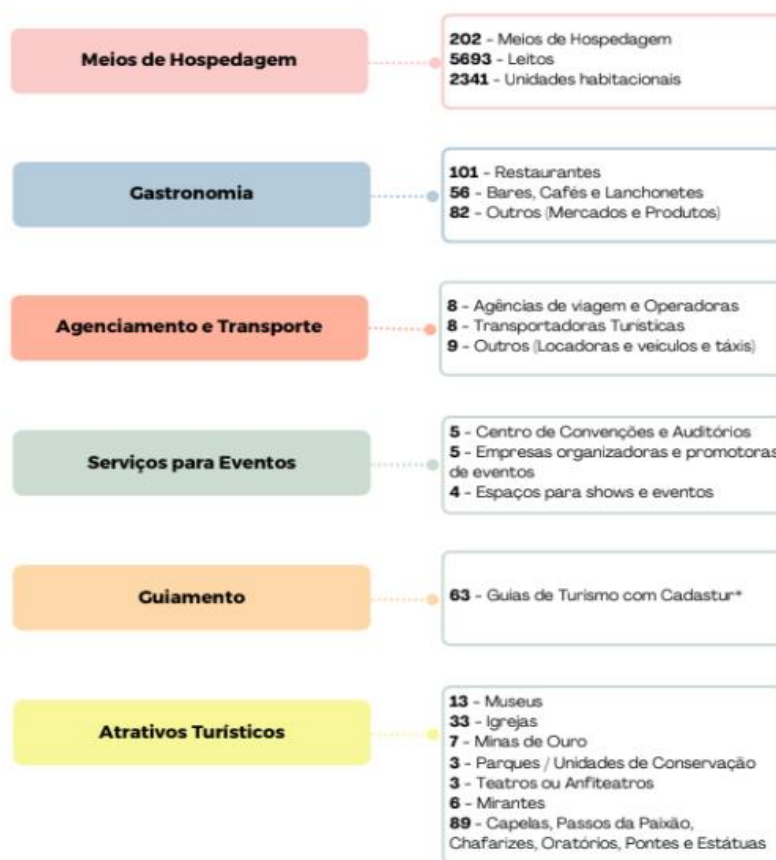 Meios de Hospedagem
202 - Meios de Hospedagem
5693 - Leitos
2341 - Unidades habitacionais
Gastronomia
101 - Restaurantes
56 - Bares, Cafés e Lanchonetes
82 - Outros (Mercados e Produtos)
Agenciamento e Transporte
8 - Agências de viagem e Operadoras
8 - Transportadoras Turísticas
9 - Outros (Locadoras e veículos e táxis)
Serviços para Eventos
5 - Centro de Convenções e Auditórios
5 - Empresas organizadoras e promotoras
de eventos
4 - Espaços para shows e eventos
Guiamento
63 - Guias de Turismo com Cadastur*
Atrativos Turísticos
13 - Museus
33 - Igrejas
7 - Minas de Ouro
3 - Parques / Unidades de Conservação
3 - Teatros ou Anfiteatros
6 - Mirantes
89 - Capelas, Passos da Paixão,
Chafarizes, Oratórios, Pontes e Estátuas